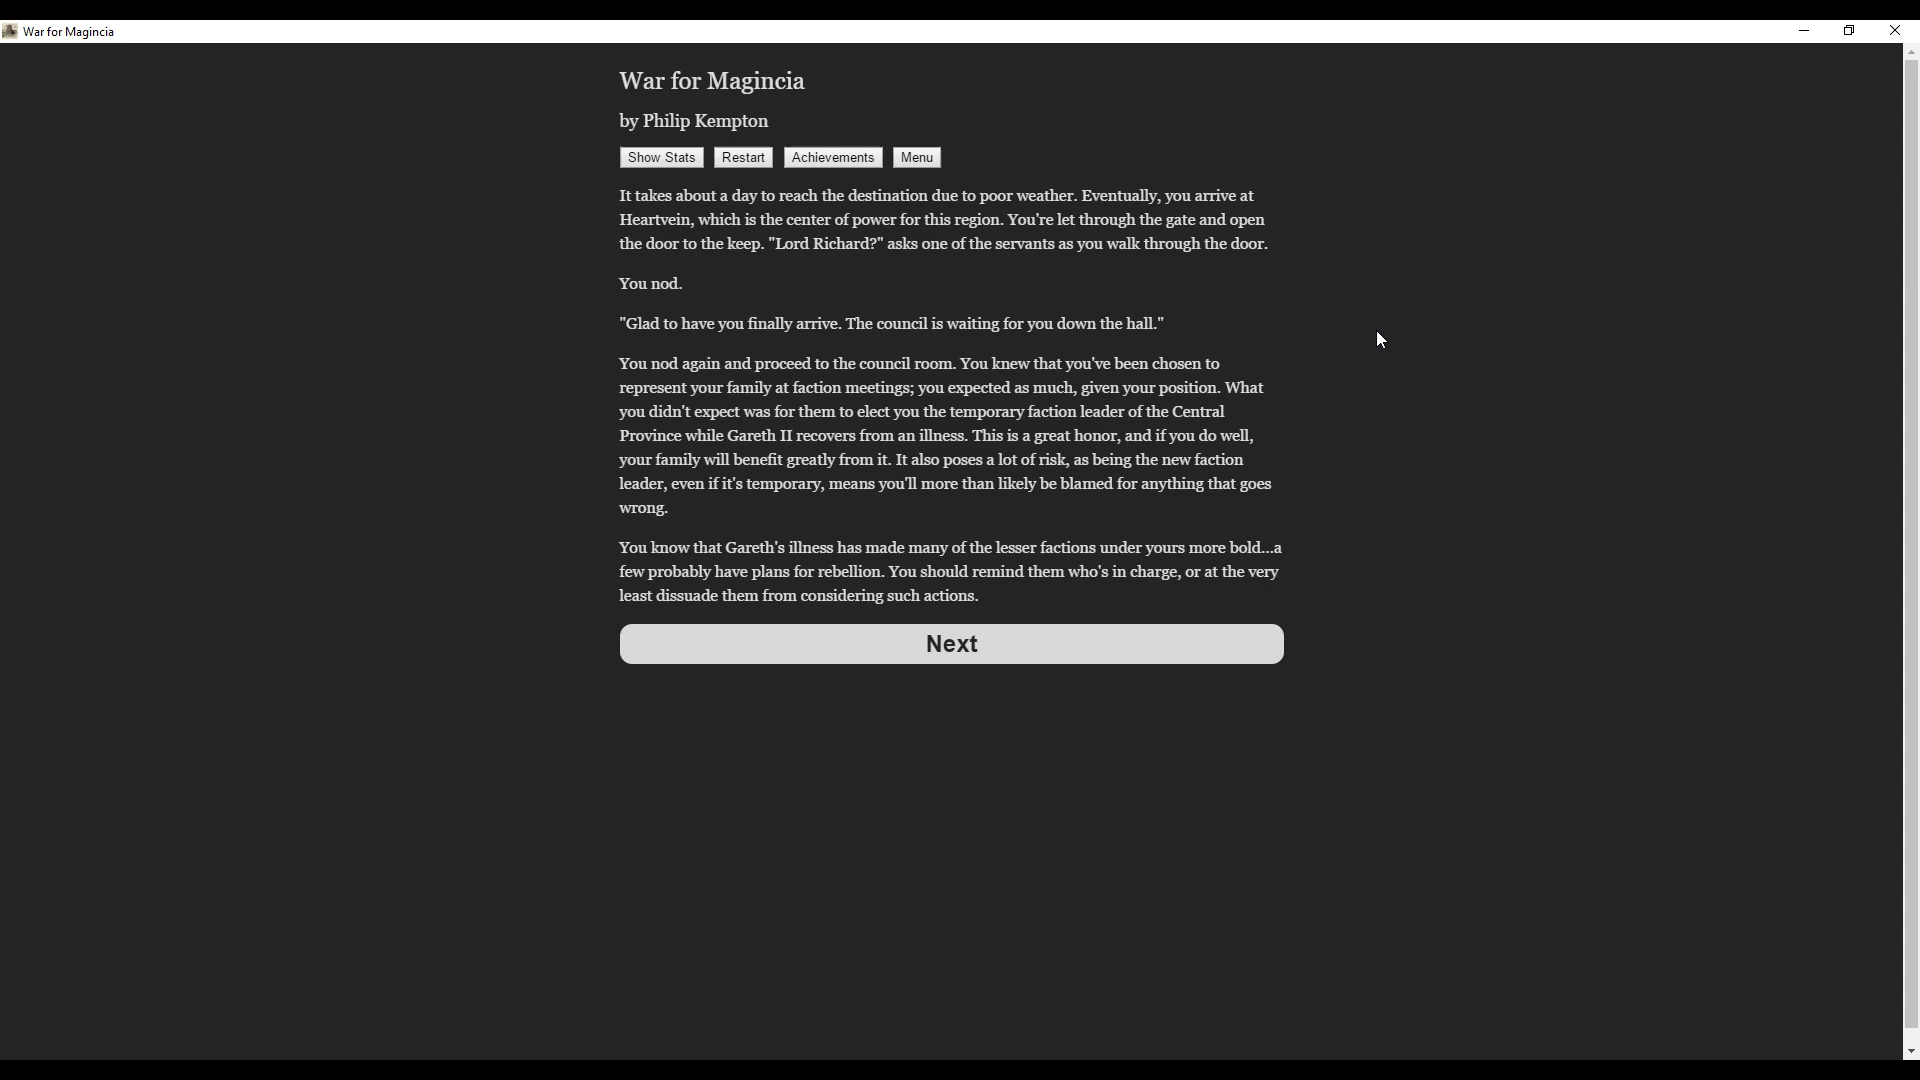 War for Magincia
War for Magincia
by Philip Kempton
Show Stats Restart Achievements Menu
It takes about a day to reach the destination due to poor weather. Eventually, you arrive at
Heartvein, which is the center of power for this region. You're let through the gate and open
the door to the keep. "Lord Richard?" asks one of the servants as you walk through the door.
You nod.
"Glad to have you finally arrive. The council is waiting for you down the hall."
You nod again and proceed to the council room. You knew that you've been chosen to
represent your family at faction meetings; you expected as much, given your position. What
you didn't expect was for them to elect you the temporary faction leader of the Central
Province while Gareth II recovers from an illness. This is a great honor, and if you do well,
your family will benefit greatly from it. It also poses a lot of risk, as being the new faction
leader, even if it's temporary, means you'll more than likely be blamed for anything that goes
wrong.
You know that Gareth's illness has made many of the lesser factions under yours more bold...a
few probably have plans for rebellion. You should remind them who's in charge, or at the very
least dissuade them from considering such actions.
Next